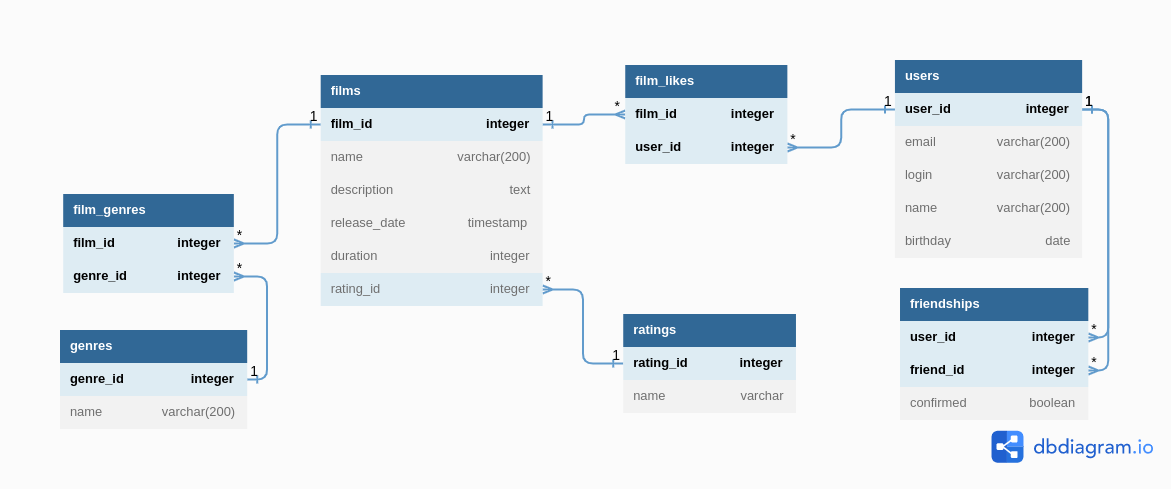 films
film_id integer
name varchar(200)
description text
release_date timestamp
duration integer
rating_id integer
film_likes
film_id integer
user_id integer
users
user_id integer
email varchar(200)
login varchar(200)
name varchar(200)
birthday date
film_genres
film_id integer
genre_id integer
genres
genre_id integer
name varchar(200)
ratings
rating_id integer
name varchar
friendships
user_id integer
friend_id integer
confirmed boolean
1
*
1
*
*
1
1
*
*
1
*
1
*
*
dbdiagram.io